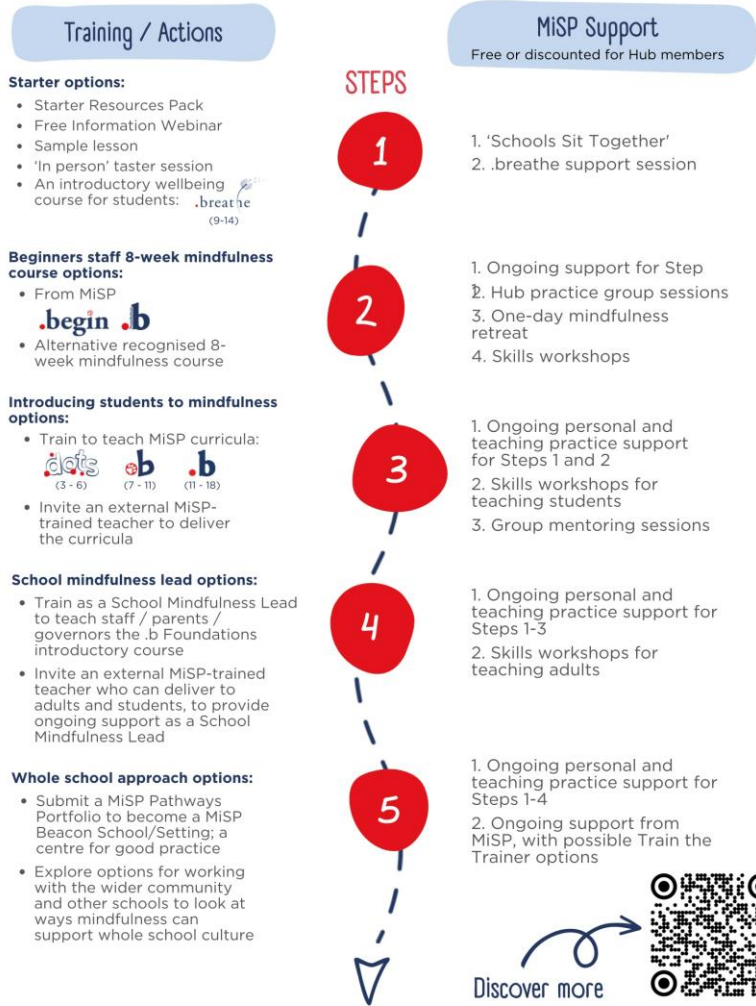 Training / Actions
MiSP Support
Free or discounted for Hub members
STEPS
Starter options:
• Starter Resources Pack
• Free Information Webinar
• Sample lesson
• 'In person' taster session
• An introductory wellbeing
course for students: .breathe
(9-14)
1
1. 'Schools Sit Together'
2. .breathe support session
Beginners staff 8-week mindfulness
course options:
• From MiSP
.begin .b
• Alternative recognised 8-
week mindfulness course
2
1. Ongoing support for Step
1
2. Hub practice group sessions
3. One-day mindfulness
retreat
4. Skills workshops
Introducing students to mindfulness
options:
• Train to teach MiSP curricula:
dots .b .b
(3 - 6) (7 - 11) (11 - 18)
• Invite an external MiSP-
trained teacher to deliver
the curricula
3
1. Ongoing personal and
teaching practice support
for Steps 1 and 2
2. Skills workshops for
teaching students
3. Group mentoring sessions
School mindfulness lead options:
• Train as a School Mindfulness Lead
to teach staff / parents /
governors the .b Foundations
introductory course
• Invite an external MiSP-trained
teacher who can deliver to
adults and students, to provide
ongoing support as a School
Mindfulness Lead
4
1. Ongoing personal and
teaching practice support for
Steps 1-3
2. Skills workshops for
teaching adults
Whole school approach options:
• Submit a MiSP Pathways
Portfolio to become a MiSP
Beacon School/Setting; a
centre for good practice
• Explore options for working
with the wider community
and other schools to look at
ways mindfulness can
support whole school culture
5
1. Ongoing personal and
teaching practice support for
Steps 1-4
2. Ongoing support from
MiSP, with possible Train the
Trainer options
Discover more